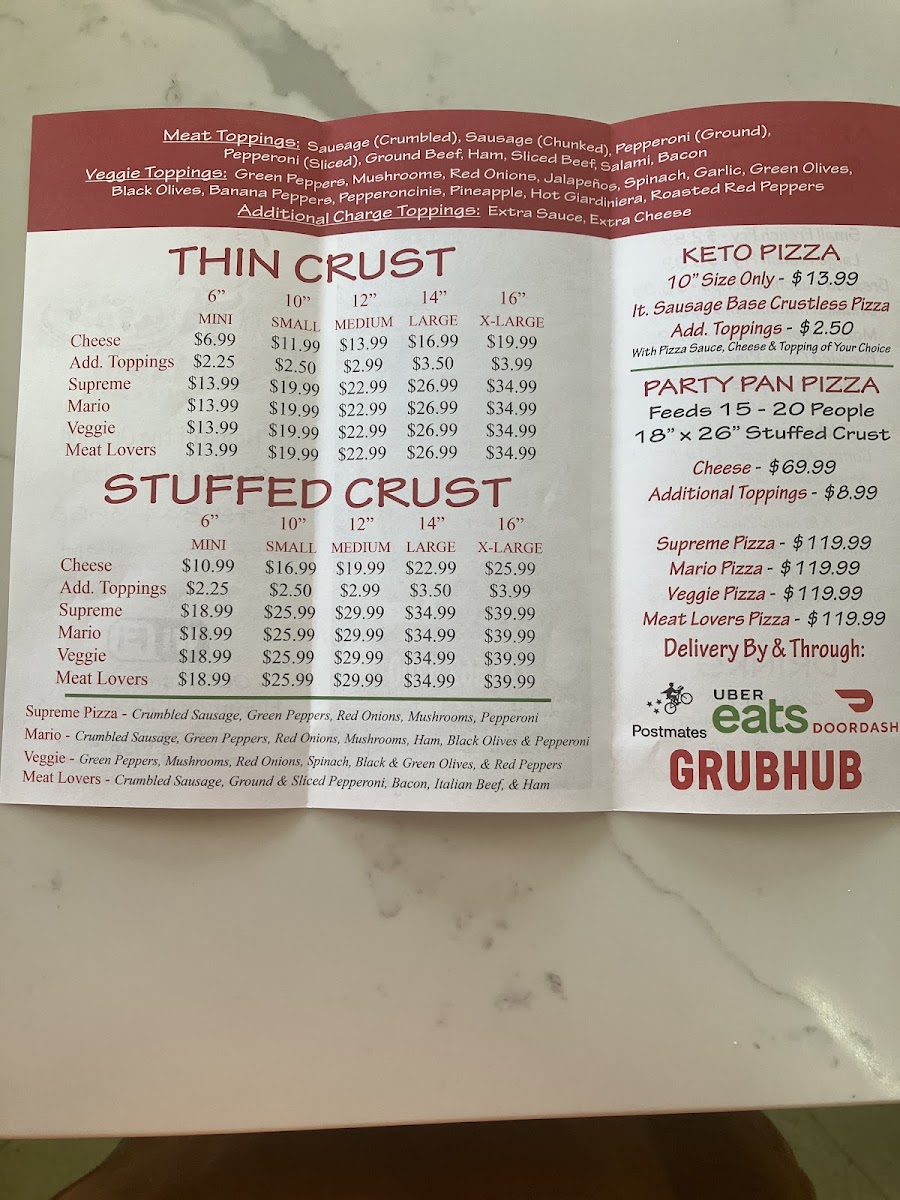 Meat Toppings: Sausage (Crumbled), Sausage (Chunked), Pepperoni (Ground),
Pepperoni (Sliced), Ground Beef, Ham, Sliced Beef, Salami, Bacon
Veggie Toppings: Green Peppers, Mushrooms, Red Onions, Jalapeños, Spinach, Garlic, Green Olives,
Black Olives, Banana Peppers, Pepperoncinis, Pineapple, Hot Giardiniera, Roasted Red Peppers
Additional Charge Toppings: Extra Sauce, Extra Cheese
THIN CRUST
6" 10" 12" 14" 16"
MINI SMALL MEDIUM LARGE X-LARGE
Cheese $6.99 $11.99 $13.99 $16.99 $19.99
Add. Toppings $2.25 $2.50 $2.99 $3.50 $3.99
Supreme $13.99 $19.99 $22.99 $26.99 $34.99
Mario $13.99 $19.99 $22.99 $26.99 $34.99
Veggie $13.99 $19.99 $22.99 $26.99 $34.99
Meat Lovers $13.99 $19.99 $22.99 $26.99 $34.99
STUFFED CRUST
6" 10" 12" 14" 16"
MINI SMALL MEDIUM LARGE X-LARGE
Cheese $10.99 $16.99 $19.99 $22.99 $25.99
Add. Toppings $2.25 $2.50 $2.99 $3.50 $3.99
Supreme $18.99 $25.99 $29.99 $34.99 $39.99
Mario $18.99 $25.99 $29.99 $34.99 $39.99
Veggie $18.99 $25.99 $29.99 $34.99 $39.99
Meat Lovers $18.99 $25.99 $29.99 $34.99 $39.99
Supreme Pizza - Crumbled Sausage, Green Peppers, Red Onions, Mushrooms, Pepperoni
Mario - Crumbled Sausage, Green Peppers, Red Onions, Mushrooms, Ham, Black Olives & Pepperoni
Veggie - Green Peppers, Mushrooms, Red Onions, Spinach, Black & Green Olives, & Red Peppers
Meat Lovers - Crumbled Sausage, Ground & Sliced Pepperoni, Bacon, Italian Beef, & Ham
KETO PIZZA
10" Size Only - $13.99
It. Sausage Base Crustless Pizza
Add. Toppings - $2.50
With Pizza Sauce, Cheese & Topping of Your Choice
PARTY PAN PIZZA
Feeds 15 - 20 People
18" x 26" Stuffed Crust
Cheese - $69.99
Additional Toppings - $8.99
Supreme Pizza - $119.99
Mario Pizza - $119.99
Veggie Pizza - $119.99
Meat Lovers Pizza - $119.99
Delivery By & Through:
Postmates
UBER
eats
DOORDASH
GRUBHUB